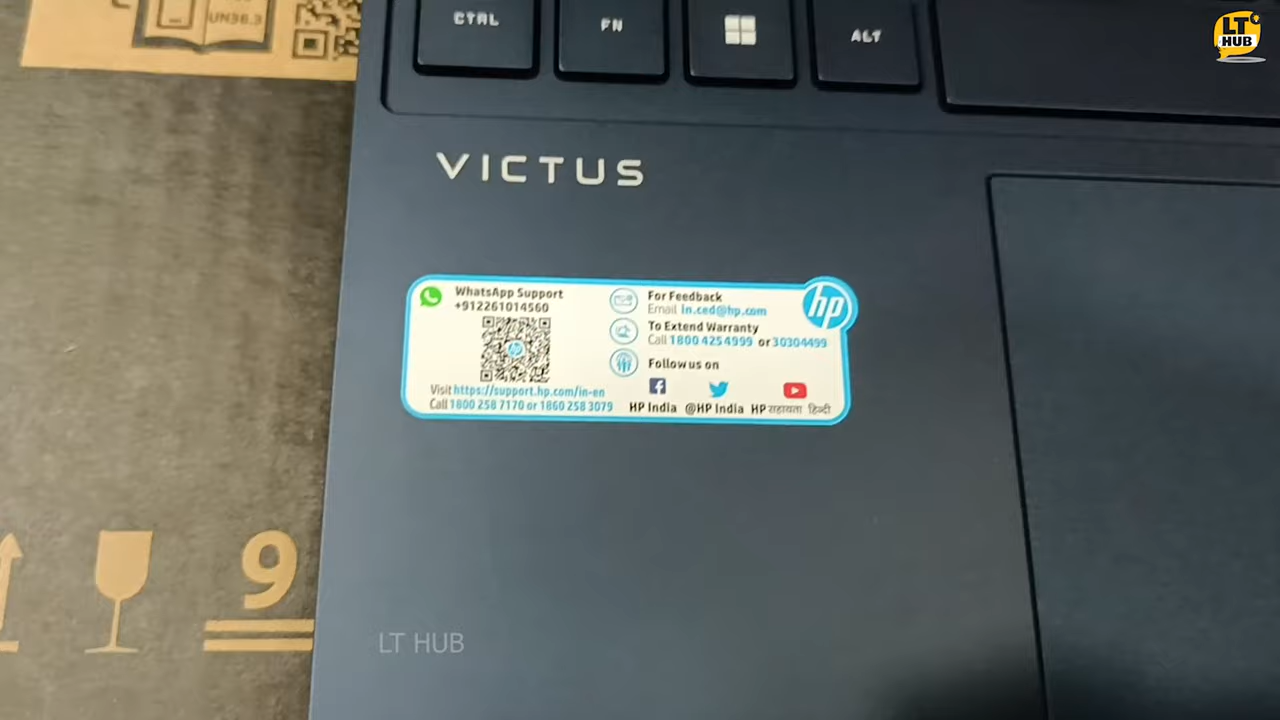 UN38.3
LT
HUB
CTRL
FN
ALT
VICTUS
WhatsApp Support
+912261014560
Visit https://support.hp.com/in-en
Call 1800 258 7170 or 1860 258 3079
For Feedback
Email in.ced@hp.com
To Extend Warranty
Call 1800 425 4999 or 30304499
Follow us on
HP India @HP India HP सहायता हिन्दी
hp
9
LT HUB